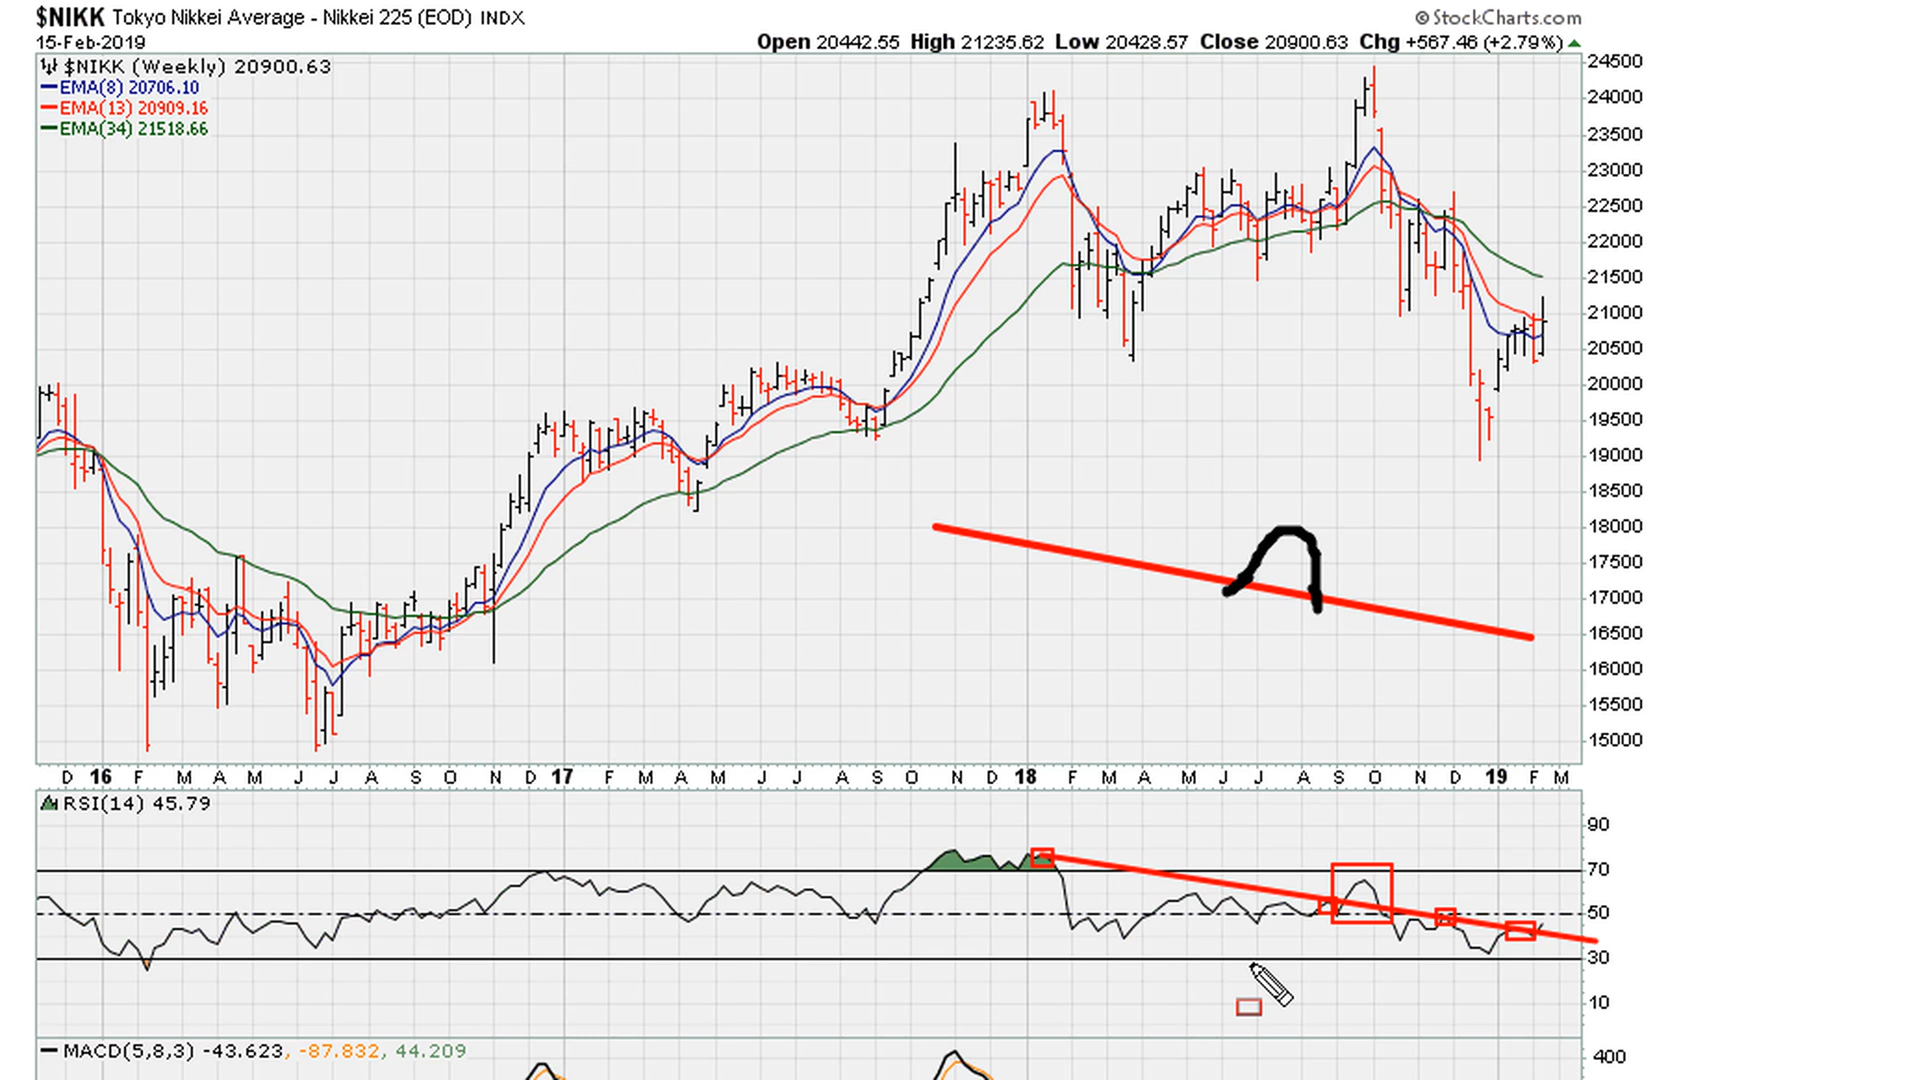 $NIKK Tokyo Nikkei Average - Nikkei 225 (EOD) INDX
© StockCharts.com
15-Feb-2019
Open 20442.55 High 21235.62 Low 20428.57 Close 20900.63 Chg +567.46 (+2.79%)
$NIKK (Weekly) 20900.63
EMA(8) 20706.10
EMA(13) 20909.16
EMA(34) 21518.66
24500
24000
23500
23000
22500
22000
21500
21000
20500
20000
19500
19000
18500
18000
17500
17000
16500
16000
15500
15000
D 16 F M A M J J A S O N D 17 F M A M J J A S O N D 18 F M A M J J A S O N D 19 F M
RSI(14) 45.79
90
70
50
30
10
MACD(5,8,3) -43.623, -87.832, 44.209
400